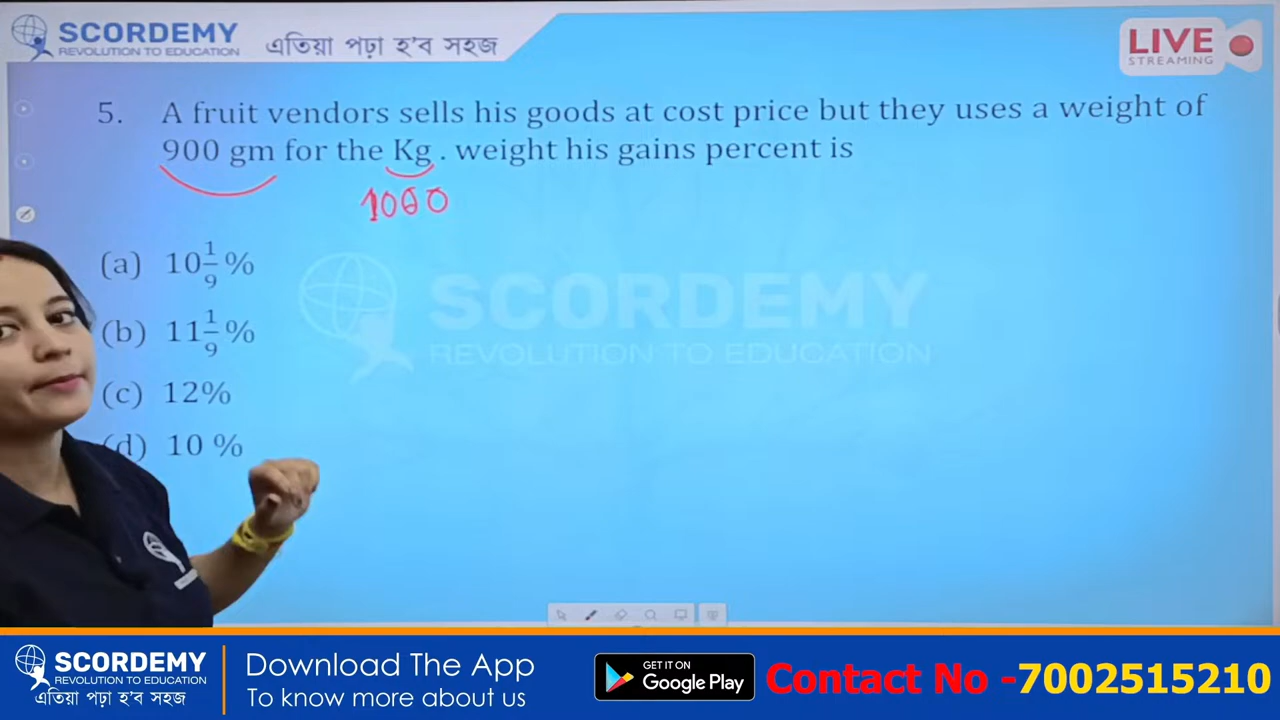 SCORDEMY
REVOLUTION TO EDUCATION
এতিয়া পঢ়া হ'ব সহজ
LIVE
STREAMING
5. A fruit vendors sells his goods at cost price but they uses a weight of
900 gm for the Kg . weight his gains percent is
1000
(a) 10 1/9 %
(b) 11 1/9 %
(c) 12%
(d) 10 %
SCORDEMY
REVOLUTION TO EDUCATION
SCORDEMY
REVOLUTION TO EDUCATION
এতিয়া পঢ়া হ'ব সহজ
Download The App
To know more about us
GET IT ON
Google Play
Contact No -7002515210